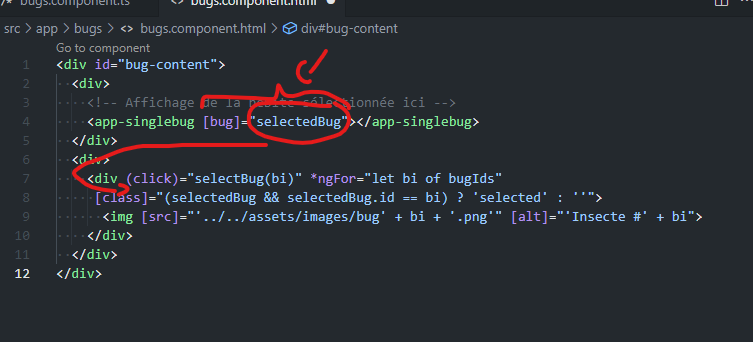 bugs.component.ts <> bugs.component.html
src > app > bugs > <> bugs.component.html > div#bug-content
Go to component
1 <div id="bug-content">
2 <div>
3 <!-- Affichage de la bébite sélectionnée ici -->
4 <app-singlebug [bug]="selectedBug"></app-singlebug>
5 </div>
6 <div>
7 <div (click)="selectBug(bi)" *ngFor="let bi of bugIds"
8 [class]="(selectedBug && selectedBug.id == bi) ? 'selected' : ''">
9 <img [src]="'../../assets/images/bug' + bi + '.png'" [alt]="'Insecte #' + bi">
10 </div>
11 </div>
12 </div>